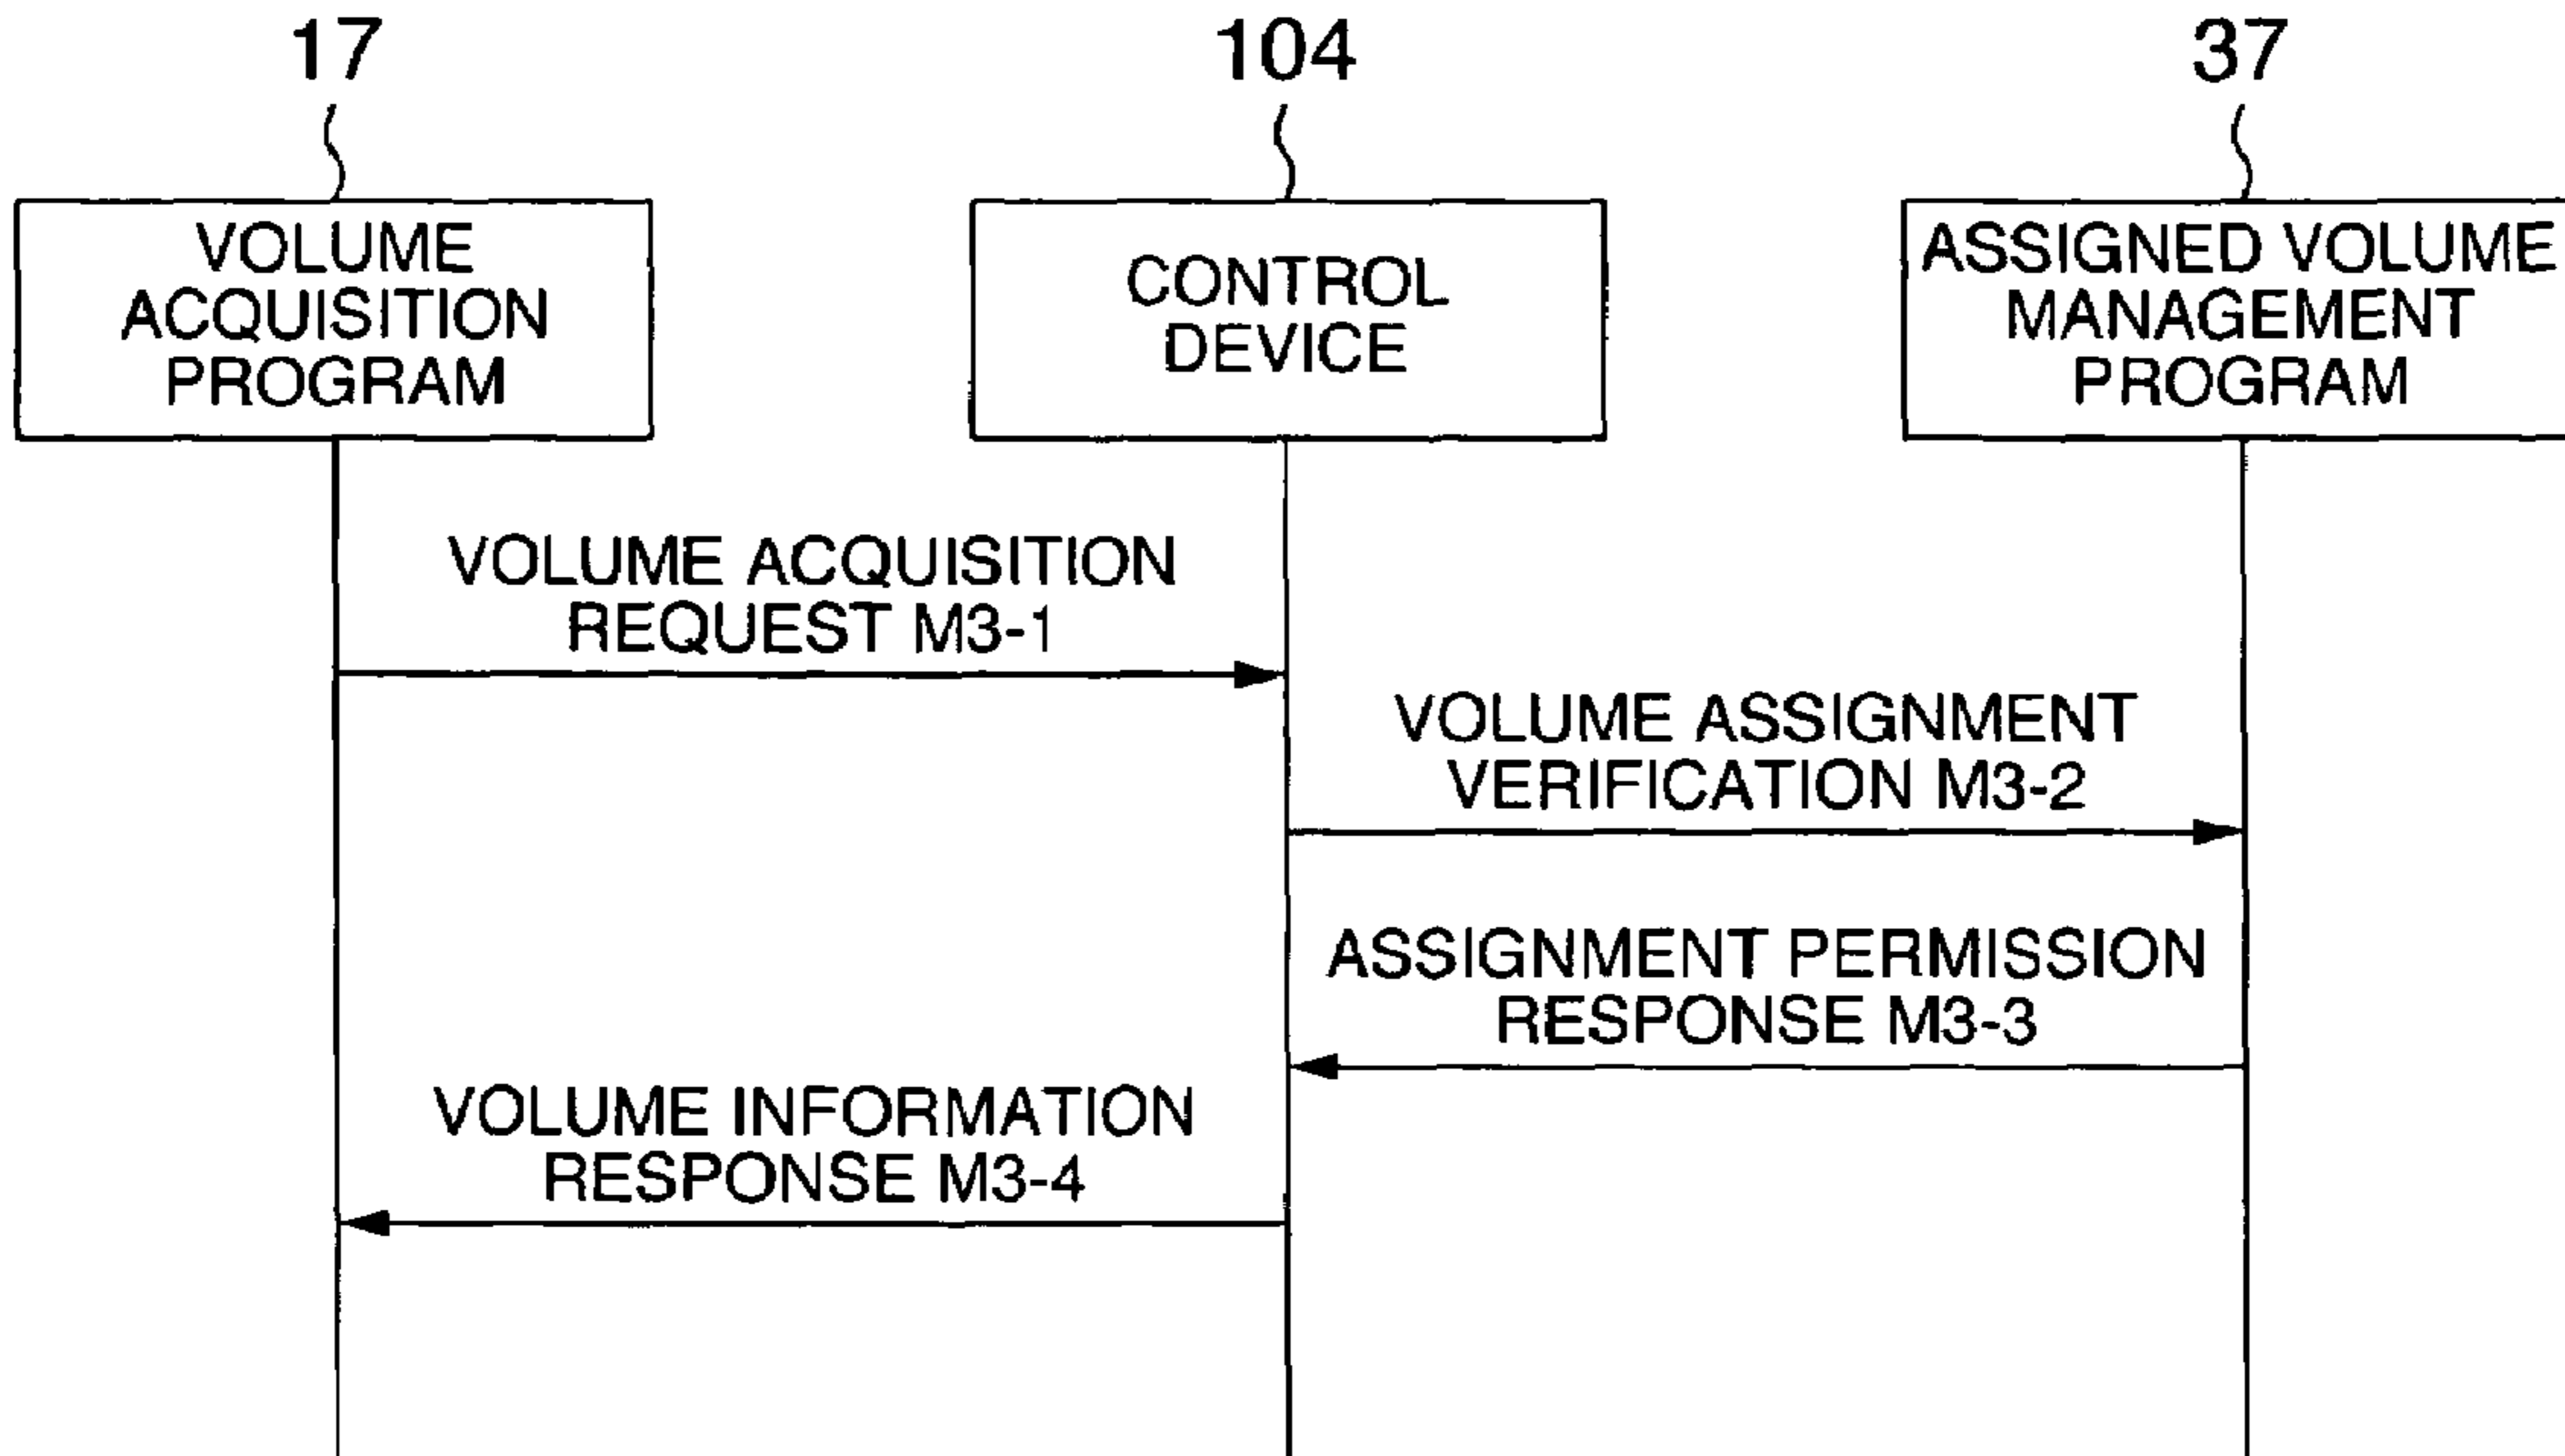 17
104
37
VOLUME
ACQUISITION
PROGRAM
CONTROL
DEVICE
ASSIGNED VOLUME
MANAGEMENT
PROGRAM
VOLUME ACQUISITION
REQUEST M3-1
VOLUME ASSIGNMENT
VERIFICATION M3-2
ASSIGNMENT PERMISSION
RESPONSE M3-3
VOLUME INFORMATION
RESPONSE M3-4